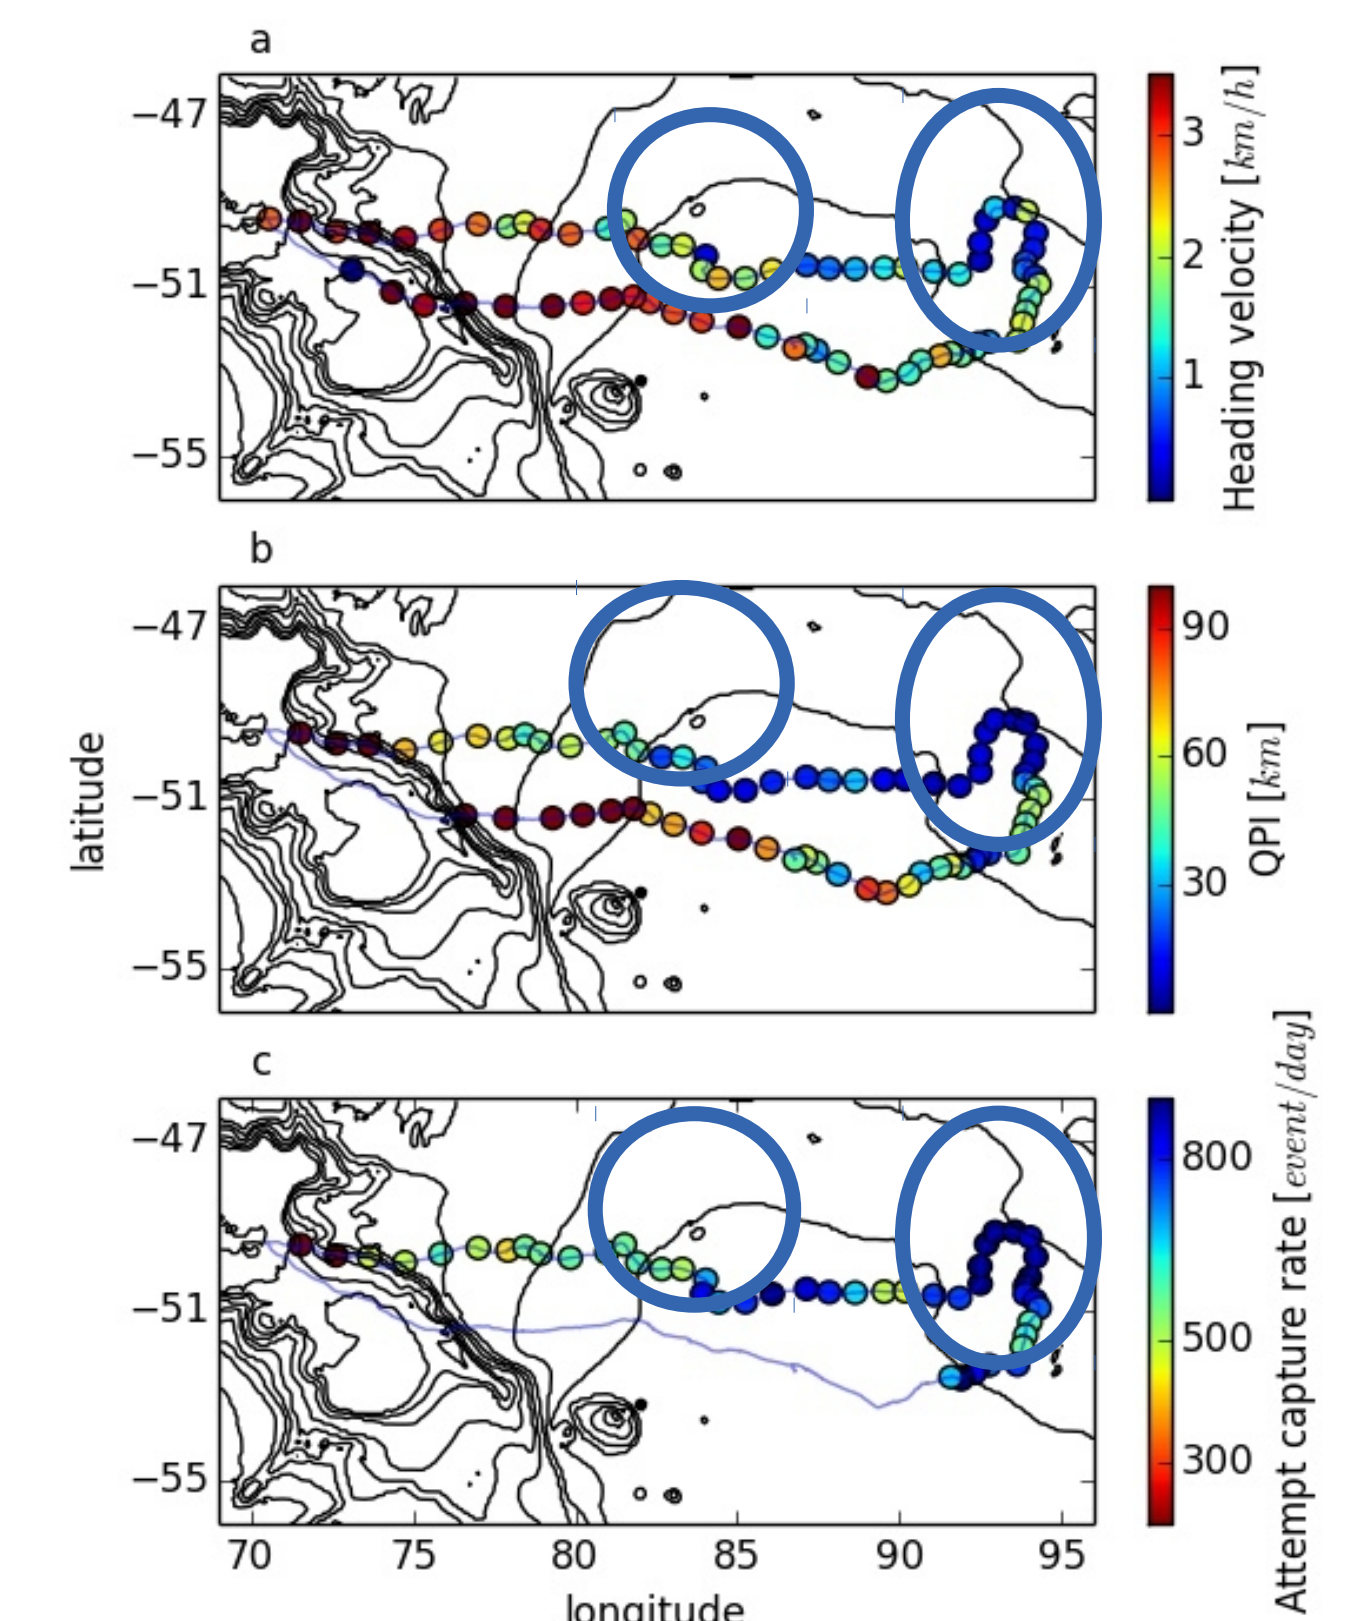 a
−47
−51
−55
3
2
1
Heading velocity [km/h]
b
−47
−51
−55
90
60
30
QPI [km]
latitude
c
−47
−51
−55
800
500
300
Attempt capture rate [event/day]
70 75 80 85 90 95
longitude